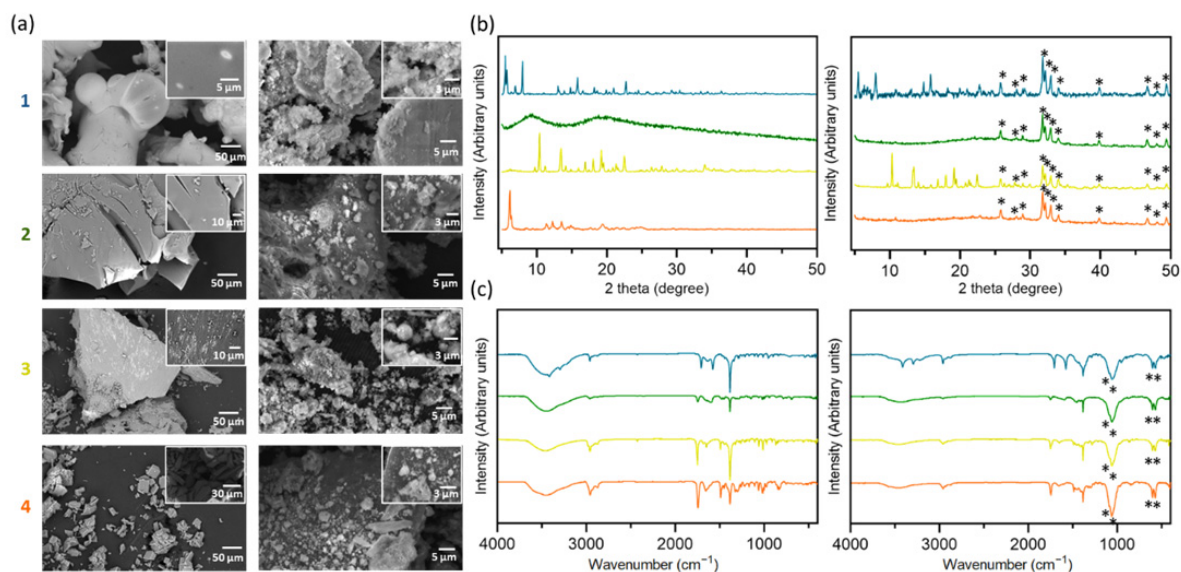 (a)
1
5 µm
50 µm
3 µm
5 µm
2
10 µm
50 µm
3 µm
5 µm
3
10 µm
50 µm
3 µm
5 µm
4
30 µm
50 µm
3 µm
5 µm
(b)
Intensity (Arbitrary units)
10 20 30 40 50
2 theta (degree)
Intensity (Arbitrary units)
* * * * * * * * * * *
* * * * * * * * * * *
* * * * * * * * * * *
* * * * * * * * * * *
10 20 30 40 50
2 theta (degree)
(c)
Intensity (Arbitrary units)
4000 3000 2000 1000
Wavenumber (cm⁻¹)
Intensity (Arbitrary units)
* * **
* * **
* * **
* * **
4000 3000 2000 1000
Wavenumber (cm⁻¹)